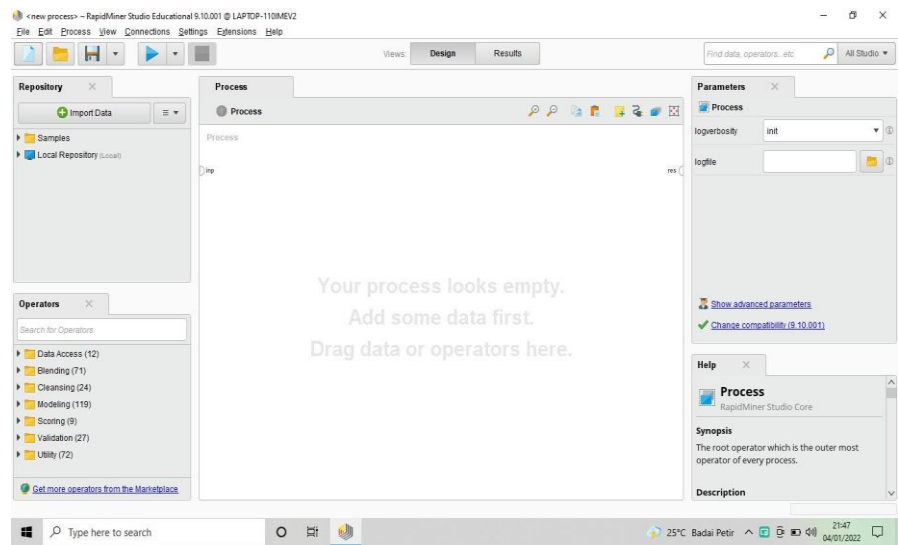 <new process> – RapidMiner Studio Educational 9.10.001 @ LAPTOP-110IMEV2
File Edit Process View Connections Settings Extensions Help
Views: Design Results
Find data, operators...etc
All Studio
Repository
Import Data
Samples
Local Repository (Local)
Process
Process
Process
inp
res
Your process looks empty.
Add some data first.
Drag data or operators here.
Operators
Search for Operators
Data Access (12)
Blending (71)
Cleansing (24)
Modeling (119)
Scoring (9)
Validation (27)
Utility (72)
Get more operators from the Marketplace
Parameters
Process
logverbosity init
logfile
Show advanced parameters
Change compatibility (9.10.001)
Help
Process
RapidMiner Studio Core
Synopsis
The root operator which is the outer most
operator of every process.
Description
Type here to search
25°C Badai Petir
21:47
04/01/2022